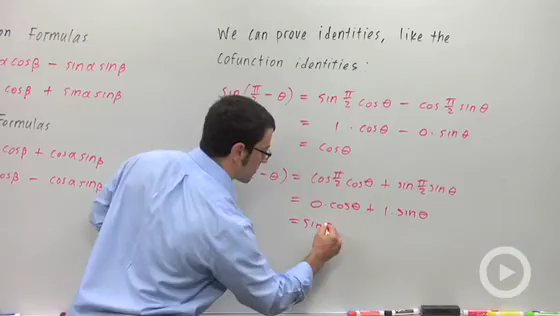 on Formulas
α cosβ − sinα sinβ
cosβ + sinα sinβ
Formulas
cosβ + cosα sinβ
cosβ − cosα sinβ
We can prove identities, like the
cofunction identities:
sin(π/2 − θ) = sin π/2 cosθ − cos π/2 sinθ
= 1 · cosθ − 0 · sinθ
= cosθ
− θ) = cos π/2 cosθ + sin π/2 sinθ
= 0 · cosθ + 1 · sinθ
= sin